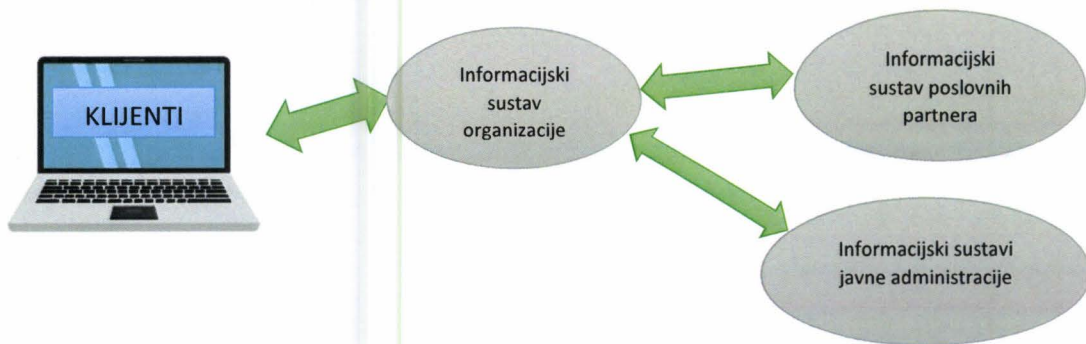 KLIJENTI
Informacijski
sustav
organizacije
Informacijski
sustav poslovnih
partnera
Informacijski sustavi
javne administracije